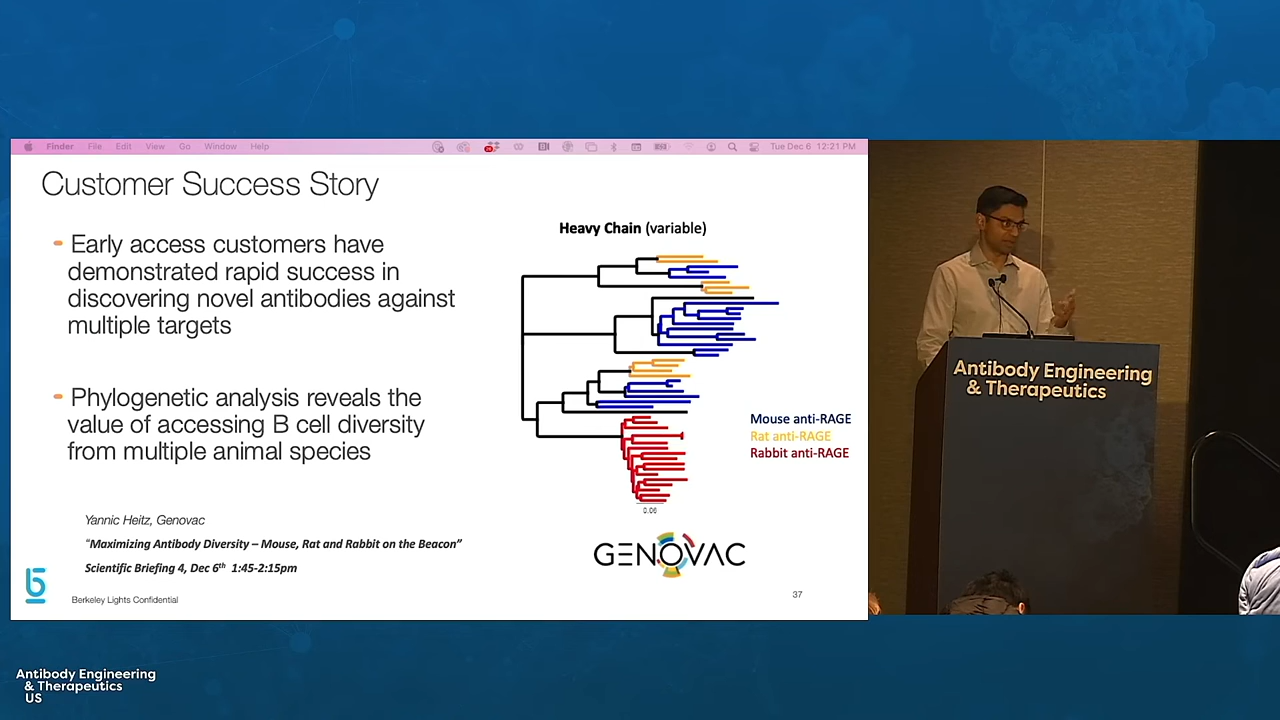 Finder File Edit View Go Window Help Tue Dec 6 12:21 PM
Customer Success Story
Early access customers have
demonstrated rapid success in
discovering novel antibodies against
multiple targets
Phylogenetic analysis reveals the
value of accessing B cell diversity
from multiple animal species
Heavy Chain (variable)
Mouse anti-RAGE
Rat anti-RAGE
Rabbit anti-RAGE
0.06
Yannic Heitz, Genovac
"Maximizing Antibody Diversity – Mouse, Rat and Rabbit on the Beacon"
Scientific Briefing 4, Dec 6th 1:45-2:15pm
GENOVAC
Berkeley Lights Confidential
37
Antibody Engineering
& Therapeutics
Antibody Engineering
& Therapeutics
US